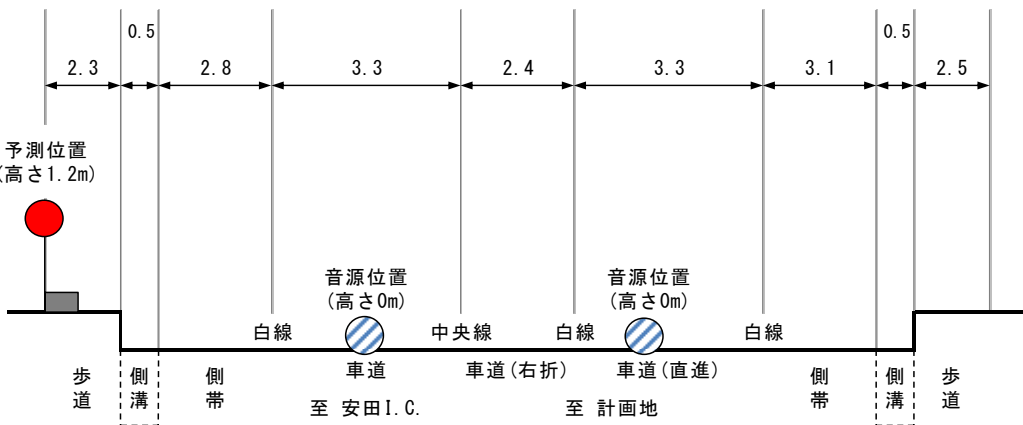 0.5
0.5
2.3
2.8
3.3
2.4
3.3
3.1
2.5
予測位置
(高さ1.2m)
音源位置
(高さ0m)
音源位置
(高さ0m)
白線
中央線
白線
白線
歩道
側溝
側帯
車道
車道(右折)
車道(直進)
側帯
側溝
歩道
至 安田I.C.
至 計画地